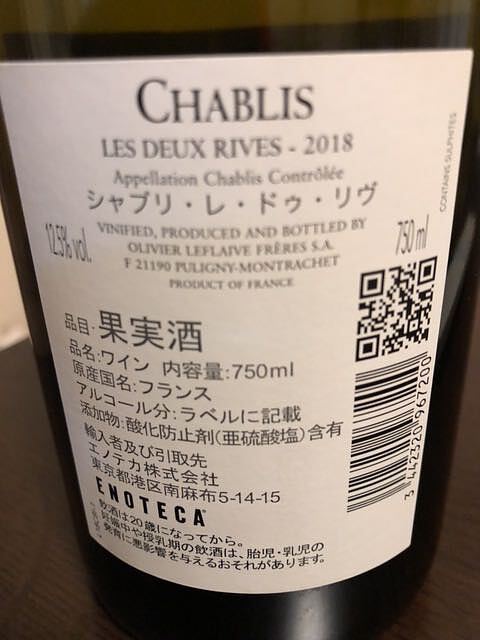 CHABLIS
LES DEUX RIVES - 2018
Appellation Chablis Contrôlée
シャブリ・レ・ドゥ・リヴ
VINIFIED, PRODUCED AND BOTTLED BY
OLIVIER LEFLAIVE FRÈRES S.A.
F 21190 PULIGNY-MONTRACHET
PRODUCT OF FRANCE
12.5% vol.
750 ml
CONTAINS SULPHITES
品目:果実酒
品名:ワイン 内容量:750ml
原産国名:フランス
アルコール分:ラベルに記載
添加物:酸化防止剤(亜硫酸塩)含有
輸入者及び引取先
エノテカ株式会社
東京都港区南麻布5-14-15
ENOTECA
飲酒は20歳になってから。
妊娠中や授乳期の飲酒は、胎児・乳児の
発育に悪影響を与えるおそれがあります。
3 442320 967200